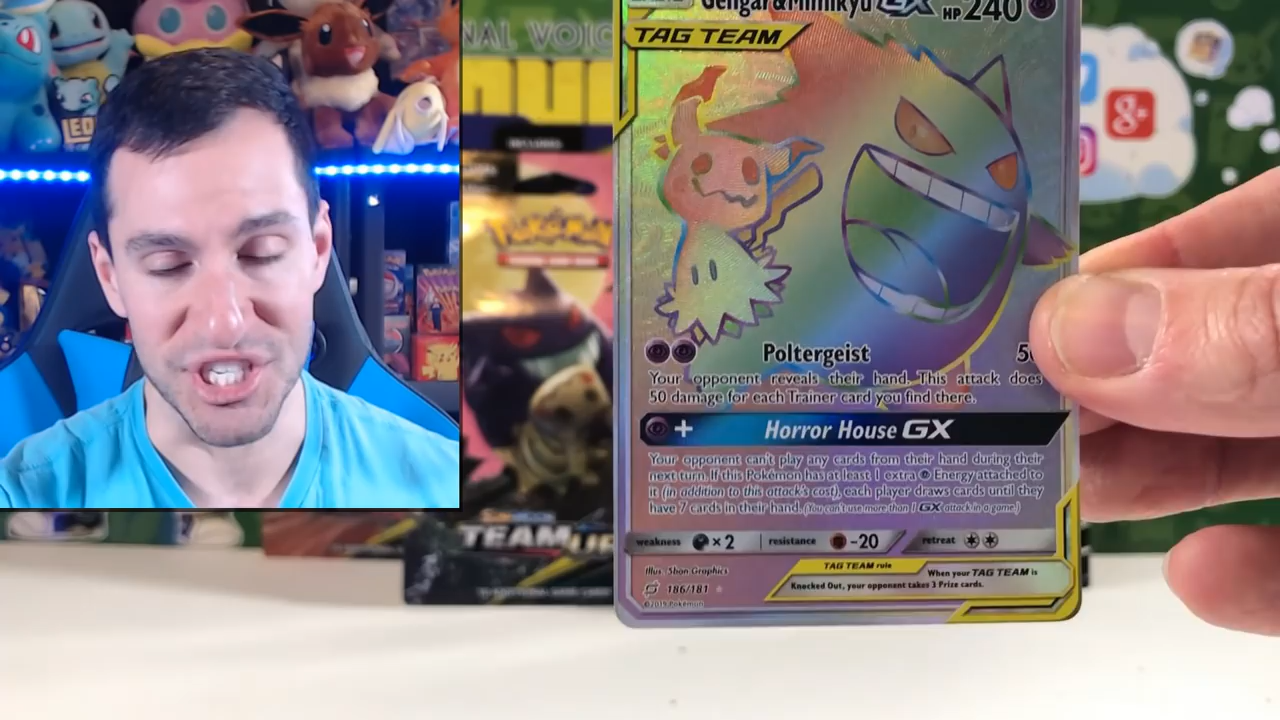 Gengar&Mimikyu GX HP 240
TAG TEAM
Poltergeist
Your opponent reveals their hand. This attack does
50 damage for each Trainer card you find there.
+ Horror House GX
Your opponent can't play any cards from their hand during their
next turn. If this Pokémon has at least 1 extra Energy attached to
it (in addition to this attack's cost), each player draws cards until they
have 7 cards in their hand. (You can't use more than 1 GX attack in a game.)
weakness ×2 resistance -20 retreat
Illus. 5ban Graphics
186/181
©2019 Pokémon
TAG TEAM rule
When your TAG TEAM is
Knocked Out, your opponent takes 3 Prize cards.
Pokémon
TEAM UP
g+